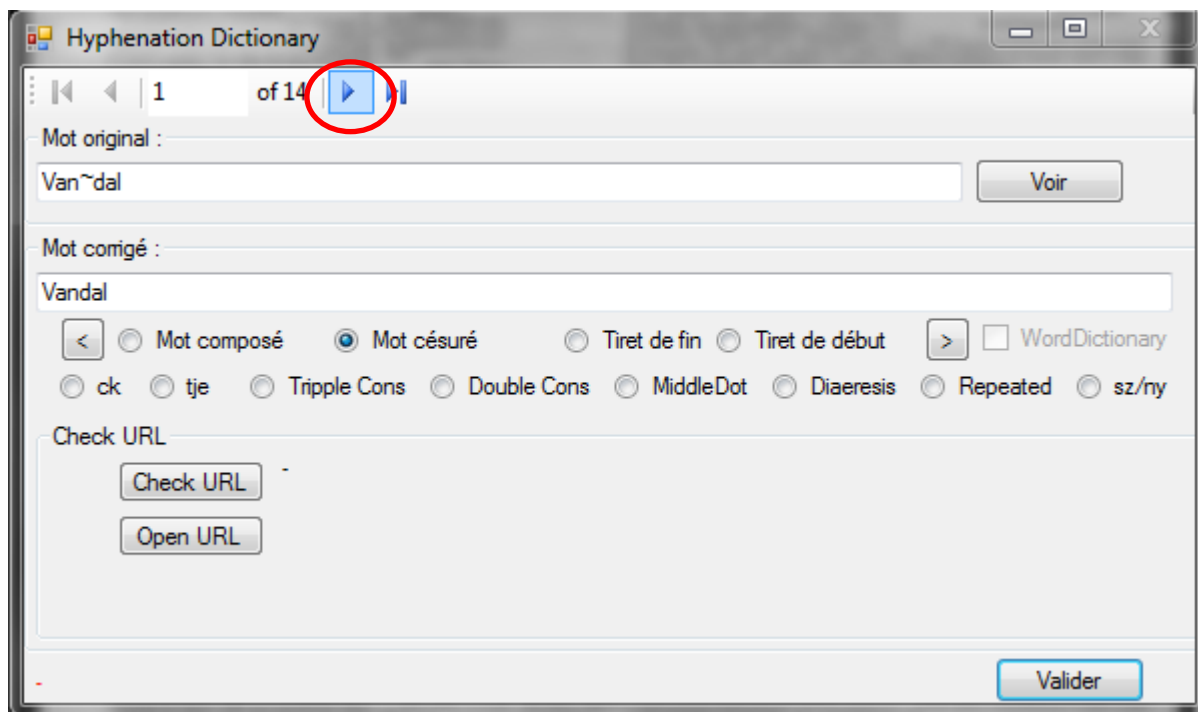 Hyphenation Dictionary
1 of 14
Mot original :
Van~dal Voir
Mot corrigé :
Vandal
< Mot composé Mot césuré Tiret de fin Tiret de début > WordDictionary
ck tje Tripple Cons Double Cons MiddleDot Diaeresis Repeated sz/ny
Check URL
Check URL -
Open URL
- Valider